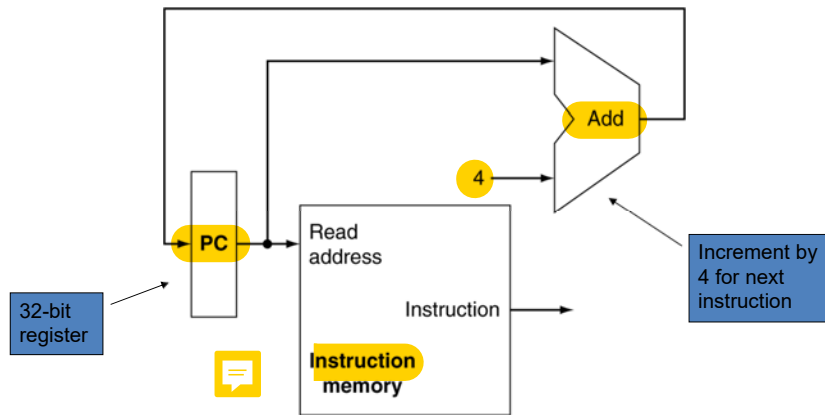 Add
4
PC
Read
address
Increment by
4 for next
instruction
Instruction
32-bit
register
Instruction
memory